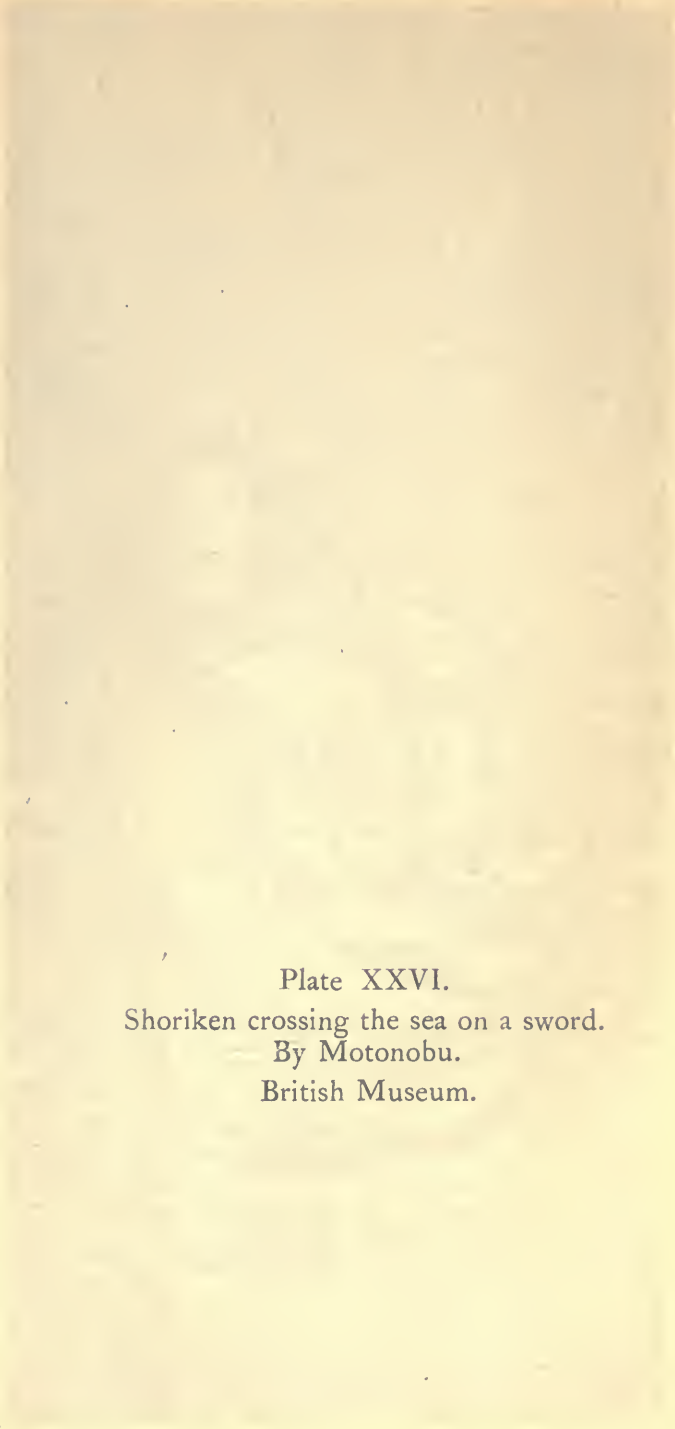 Plate XXVI.
Shoriken crossing the sea on a sword.
By Motonobu.
British Museum.